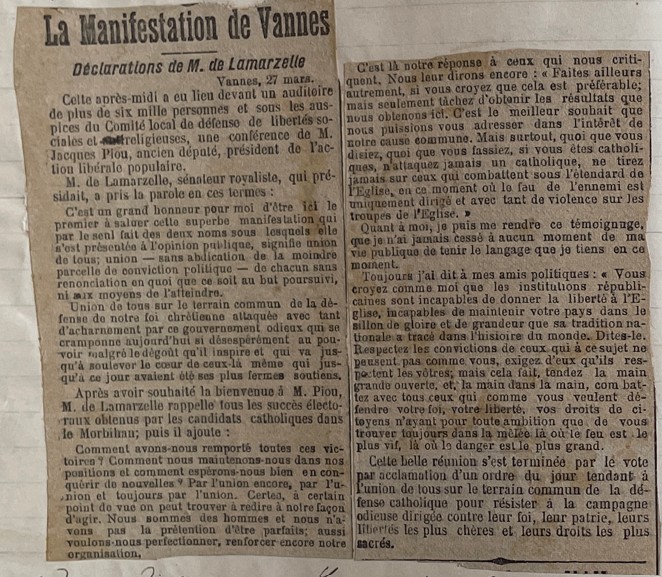 La Manifestation de Vannes
Déclarations de M. de Lamarzelle
Vannes, 27 mars.
Cette après-midi a eu lieu devant un auditoire
de plus de six mille personnes et sous les aus-
pices du Comité local de défense de libertés so-
ciales et religieuses, une conférence de M.
Jacques Piou, ancien député, président de l'ac-
tion libérale populaire.
M. de Lamarzelle, sénateur royaliste, qui pré-
sidait, a pris la parole en ces termes :
C'est un grand honneur pour moi d'être ici le
premier à saluer cette superbe manifestation qui
par le seul fait des deux noms sous lesquels elle
s'est présentée à l'opinion publique, signifie union
de tous; union — sans abdication de la moindre
parcelle de conviction politique — de chacun sans
renonciation en quoi que ce soit au but poursuivi,
ni aux moyens de l'atteindre.
Union de tous sur le terrain commun de la dé-
fense de notre foi chrétienne attaquée avec tant
d'acharnement par ce gouvernement odieux qui se
cramponne aujourd'hui si désespérément au pou-
voir malgré le dégoût qu'il inspire et qui va jus-
qu'à soulever le cœur de ceux-là même qui jus-
qu'à ce jour avaient été ses plus fermes soutiens.
Après avoir souhaité la bienvenue à M. Piou,
M. de Lamarzelle rappelle tous les succès électo-
raux obtenus par les candidats catholiques dans
le Morbihan; puis il ajoute :
Comment avons-nous remporté toutes ces vic-
toires ? Comment nous maintenons-nous dans nos
positions et comment espérons-nous bien en con-
quérir de nouvelles ? Par l'union encore, par l'u-
nion et toujours par l'union. Certes, à certain
point de vue on peut trouver à redire à notre façon
d'agir. Nous sommes des hommes et nous n'a-
vons pas la prétention d'être parfaits; aussi
voulons-nous perfectionner, renforcer encore notre
organisation.
C'est là notre réponse à ceux qui nous criti-
quent. Nous leur dirons encore : « Faites ailleurs
autrement, si vous croyez que cela est préférable;
mais seulement tâchez d'obtenir les résultats que
nous obtenons ici. C'est le meilleur souhait que
nous puissions vous adresser dans l'intérêt de
notre cause commune. Mais surtout, quoi que vous
disiez, quoi que vous fassiez, si vous êtes catholi-
ques, n'attaquez jamais un catholique, ne tirez
jamais sur ceux qui combattent sous l'étendard de
l'Eglise, en ce moment où le feu de l'ennemi est
uniquement dirigé et avec tant de violence sur les
troupes de l'Eglise. »
Quant à moi, je puis me rendre ce témoignage,
que je n'ai jamais cessé à aucun moment de ma
vie publique de tenir le langage que je tiens en ce
moment.
Toujours j'ai dit à mes amis politiques : « Vous
croyez comme moi que les institutions républi-
caines sont incapables de donner la liberté à l'E-
glise, incapables de maintenir votre pays dans le
sillon de gloire et de grandeur que sa tradition na-
tionale a tracé dans l'histoire du monde. Dites-le.
Respectez les convictions de ceux qui à ce sujet ne
pensent pas comme vous, exigez d'eux qu'ils res-
pectent les vôtres; mais cela fait, tendez la main
grande ouverte, et, la main dans la main, combat-
tez avec tous ceux qui comme vous veulent dé-
fendre votre foi, votre liberté, vos droits de ci-
toyens n'ayant pour toute ambition que de vous
trouver toujours dans la mêlée là où le feu est le
plus vif, là où le danger est le plus grand.
Cette belle réunion s'est terminée par le vote
par acclamation d'un ordre du jour tendant à
l'union de tous sur le terrain commun de la dé-
fense catholique pour résister à la campagne
odieuse dirigée contre leur foi, leur patrie, leurs
libertés les plus chères et leurs droits les plus
sacrés.